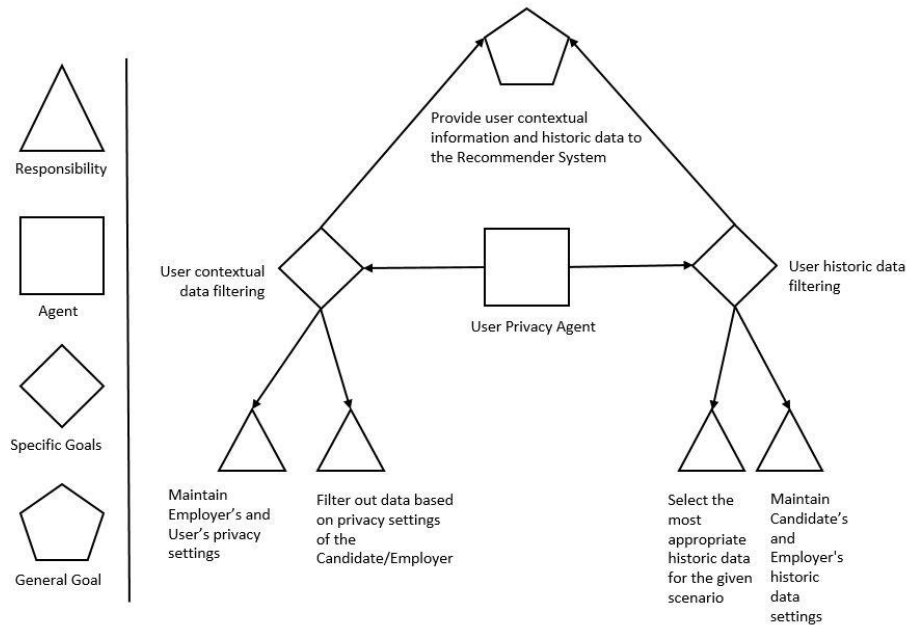 Responsibility
Agent
Specific Goals
General Goal
Provide user contextual
information and historic data to
the Recommender System
User contextual
data filtering
User Privacy Agent
User historic data
filtering
Maintain
Employer’s and
User’s privacy
settings
Filter out data based
on privacy settings
of the
Candidate/Employer
Select the
most
appropriate
historic data
for the given
scenario
Maintain
Candidate’s
and
Employer's
historic
data
settings